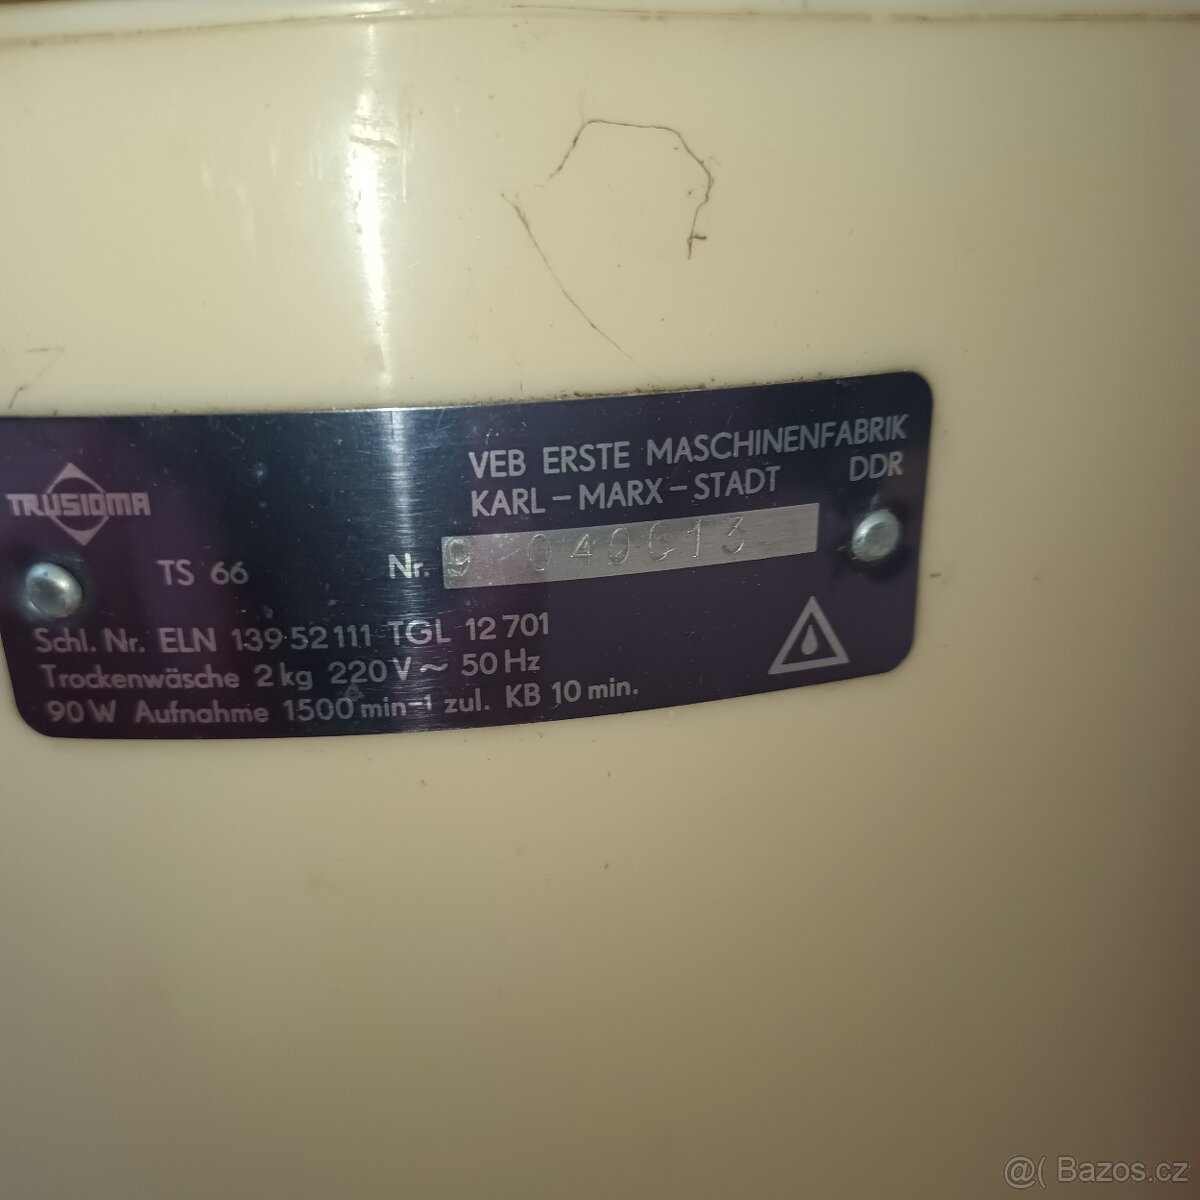 VEB ERSTE MASCHINENFABRIK
KARL-MARX-STADT DDR
TRUSIOMA
TS 66 Nr.
Schl. Nr. ELN 139 52 111 TGL 12 701
Trockenwäsche 2 kg 220 V ~ 50 Hz
90 W Aufnahme 1500 min⁻¹ zul. KB 10 min.
@( Bazos.cz